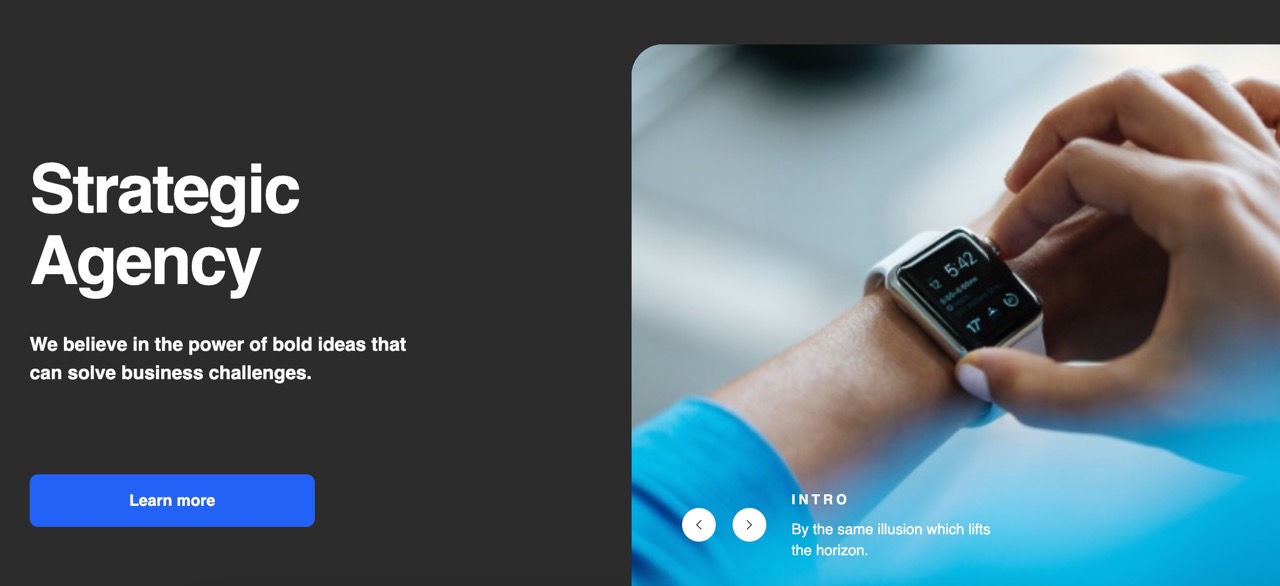 Strategic
Agency
We believe in the power of bold ideas that
can solve business challenges.
Learn more
5:42
12
17°
INTRO
By the same illusion which lifts
the horizon.